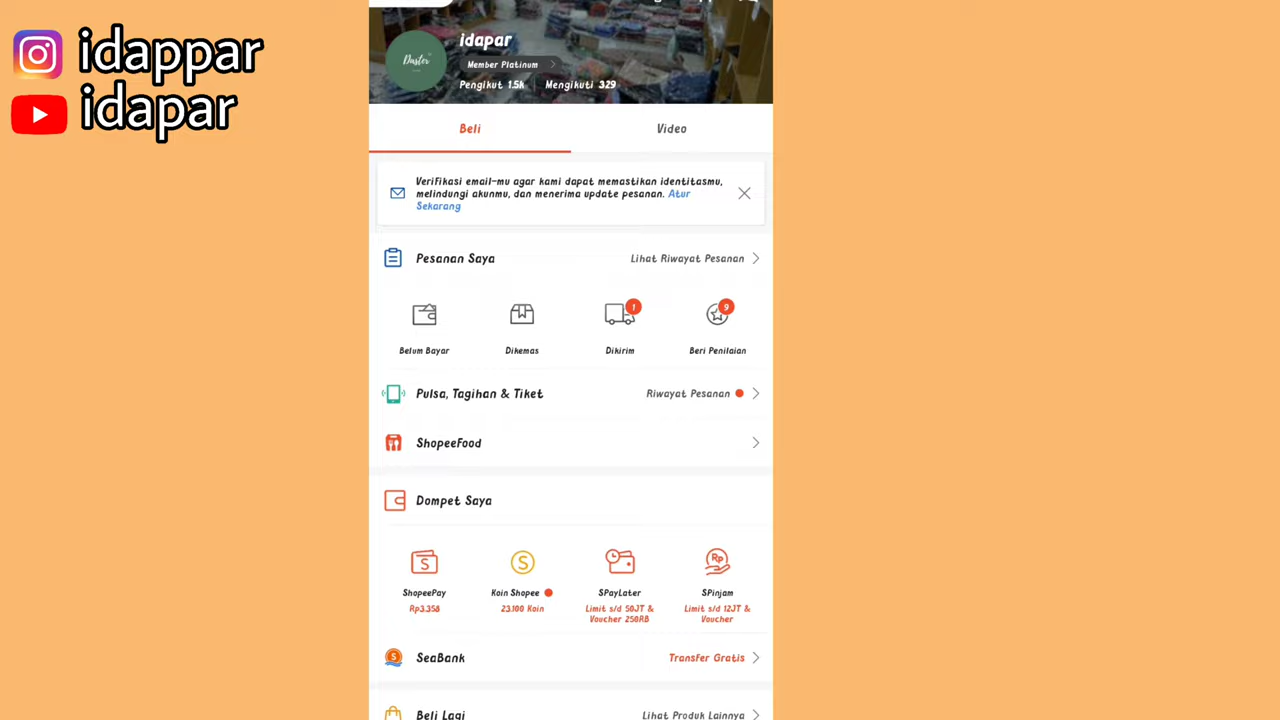 idappar
idapar
idapar
Member Platinum
Pengikut 1.5k Mengikuti 329
Beli Video
Verifikasi email-mu agar kami dapat memastikan identitasmu,
melindungi akunmu, dan menerima update pesanan. Atur
Sekarang
Pesanan Saya Lihat Riwayat Pesanan
1 9
Belum Bayar Dikemas Dikirim Beri Penilaian
Pulsa, Tagihan & Tiket Riwayat Pesanan
ShopeeFood
Dompet Saya
ShopeePay Koin Shopee SPayLater SPinjam
Rp3.358 23.100 Koin Limit s/d 50JT & Limit s/d 12JT &
Voucher 250RB Voucher
SeaBank Transfer Gratis
Beli Lagi Lihat Produk Lainnya
Daster